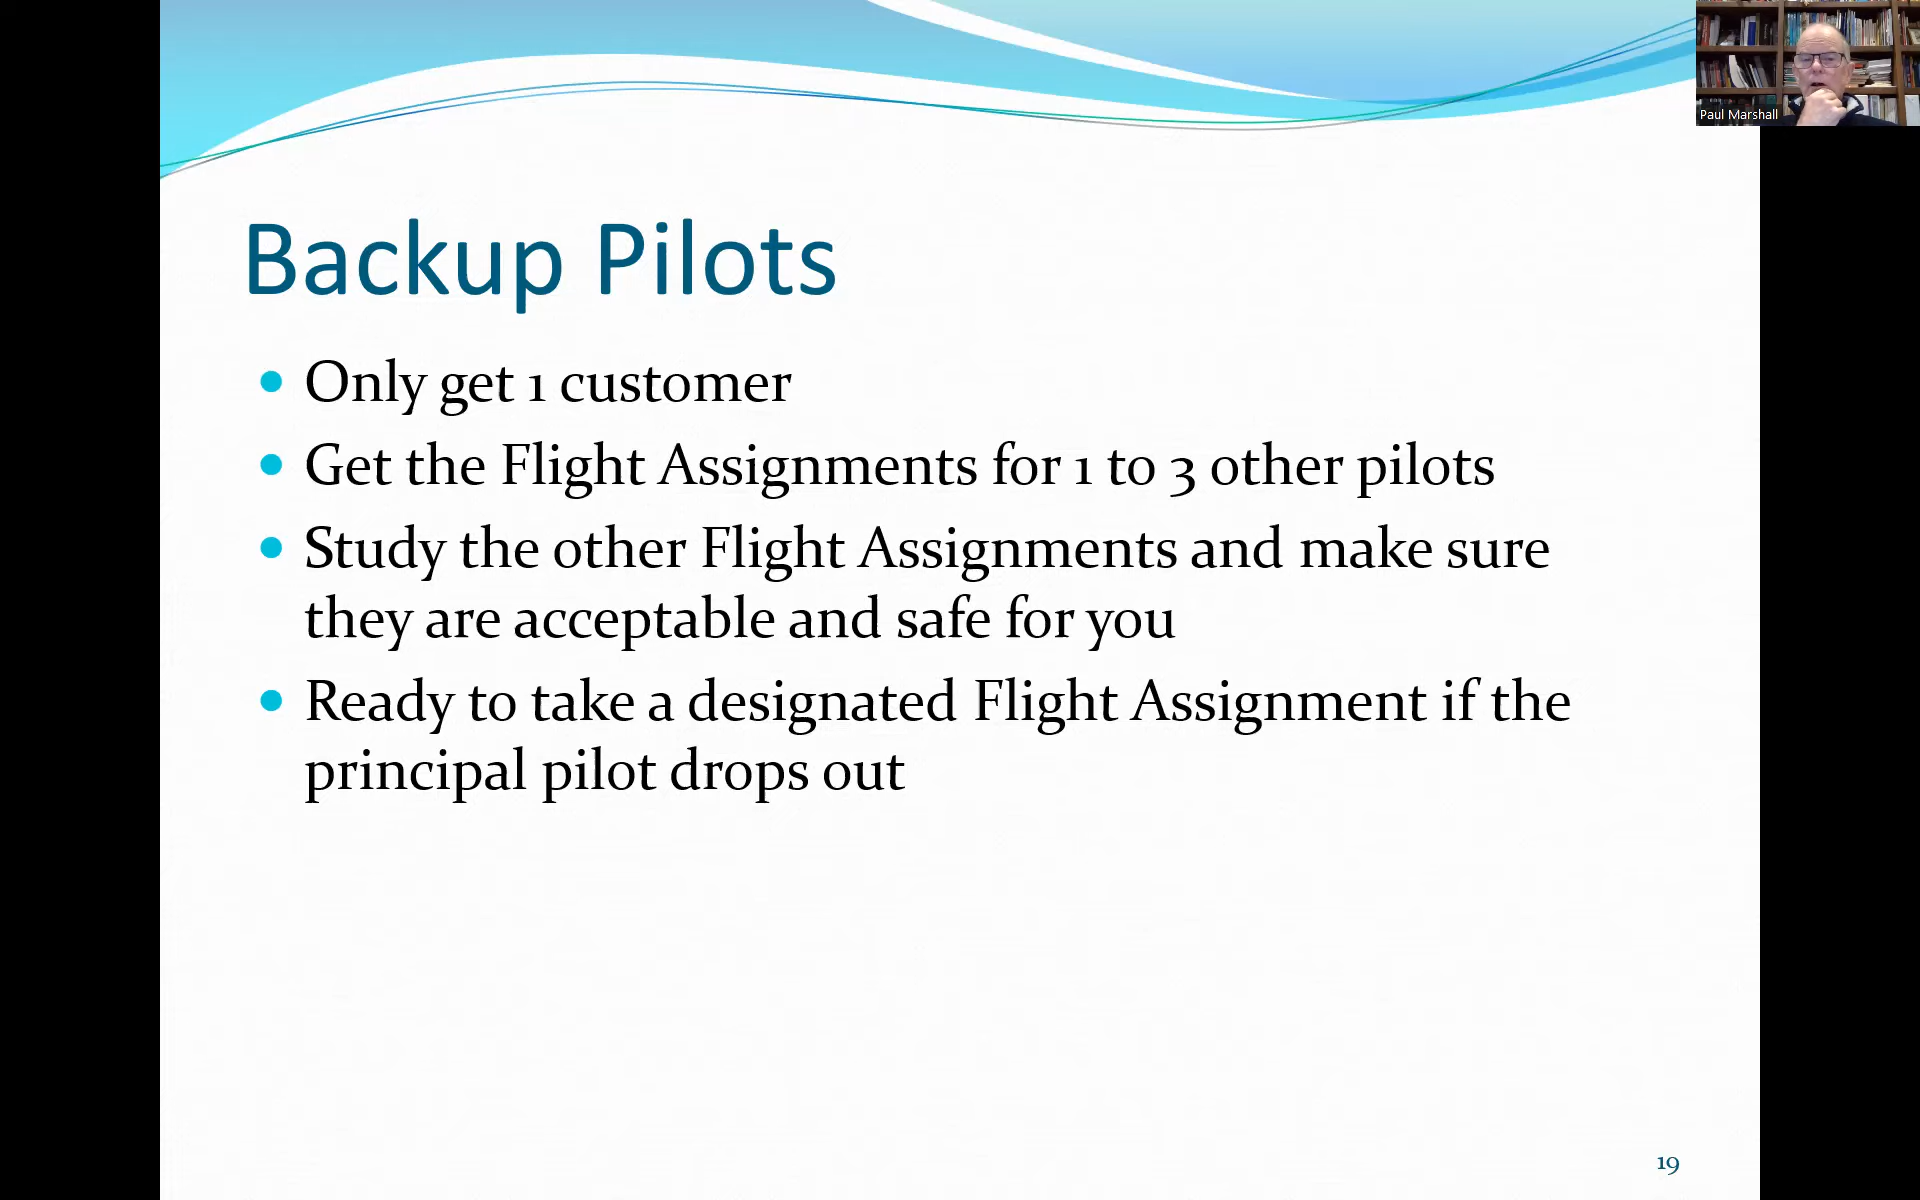 Paul Marshall
Backup Pilots
• Only get 1 customer
• Get the Flight Assignments for 1 to 3 other pilots
• Study the other Flight Assignments and make sure
they are acceptable and safe for you
• Ready to take a designated Flight Assignment if the
principal pilot drops out
19